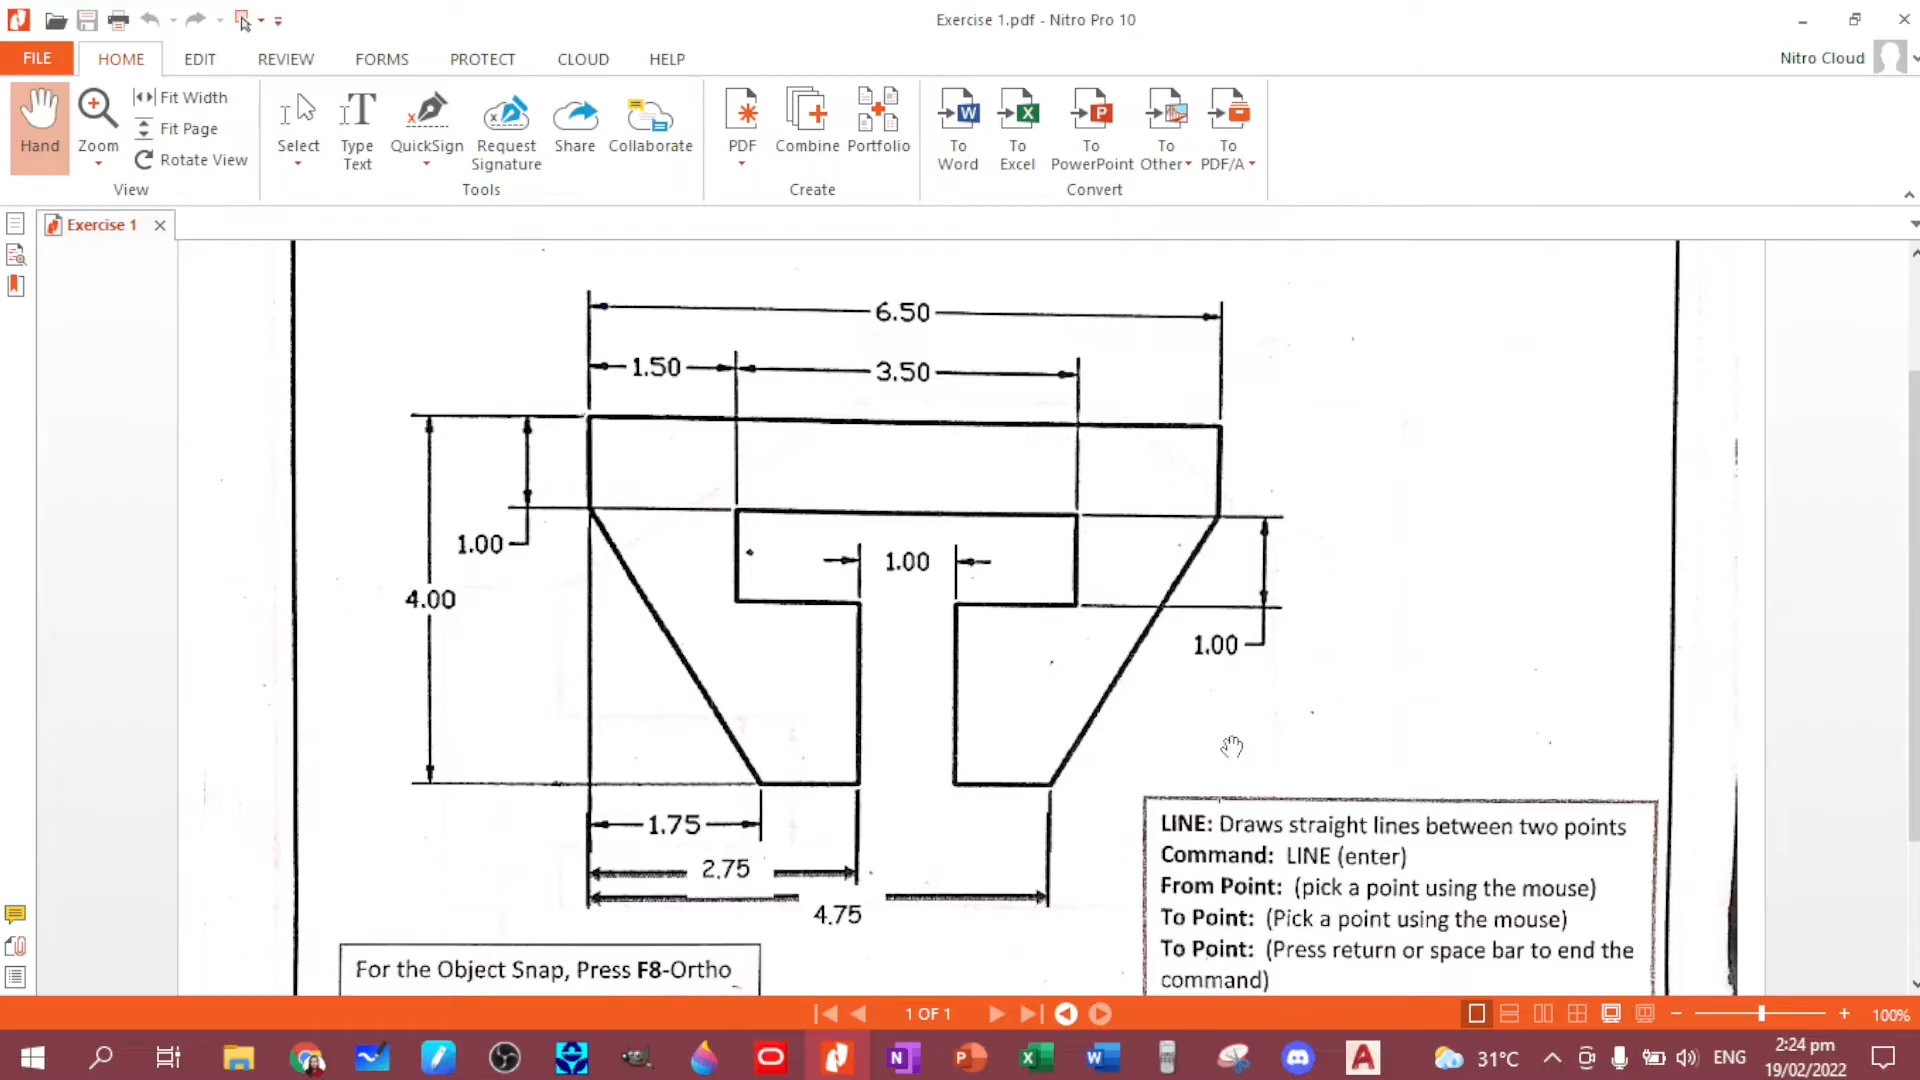 Exercise 1.pdf - Nitro Pro 10
FILE HOME EDIT REVIEW FORMS PROTECT CLOUD HELP Nitro Cloud
Hand
Zoom
Fit Width
Fit Page
Rotate View
View
Select
Type Text
QuickSign
Request Signature
Share
Collaborate
Tools
PDF
Combine
Portfolio
Create
To Word
To Excel
To PowerPoint
To Other
To PDF/A
Convert
Exercise 1
6.50
1.50 3.50
1.00 1.00
4.00
1.00
1.75
2.75
4.75
LINE: Draws straight lines between two points
Command: LINE (enter)
From Point: (pick a point using the mouse)
To Point: (Pick a point using the mouse)
To Point: (Press return or space bar to end the
command)
For the Object Snap, Press F8-Ortho
1 OF 1
100%
31°C ENG 2:24 pm
19/02/2022